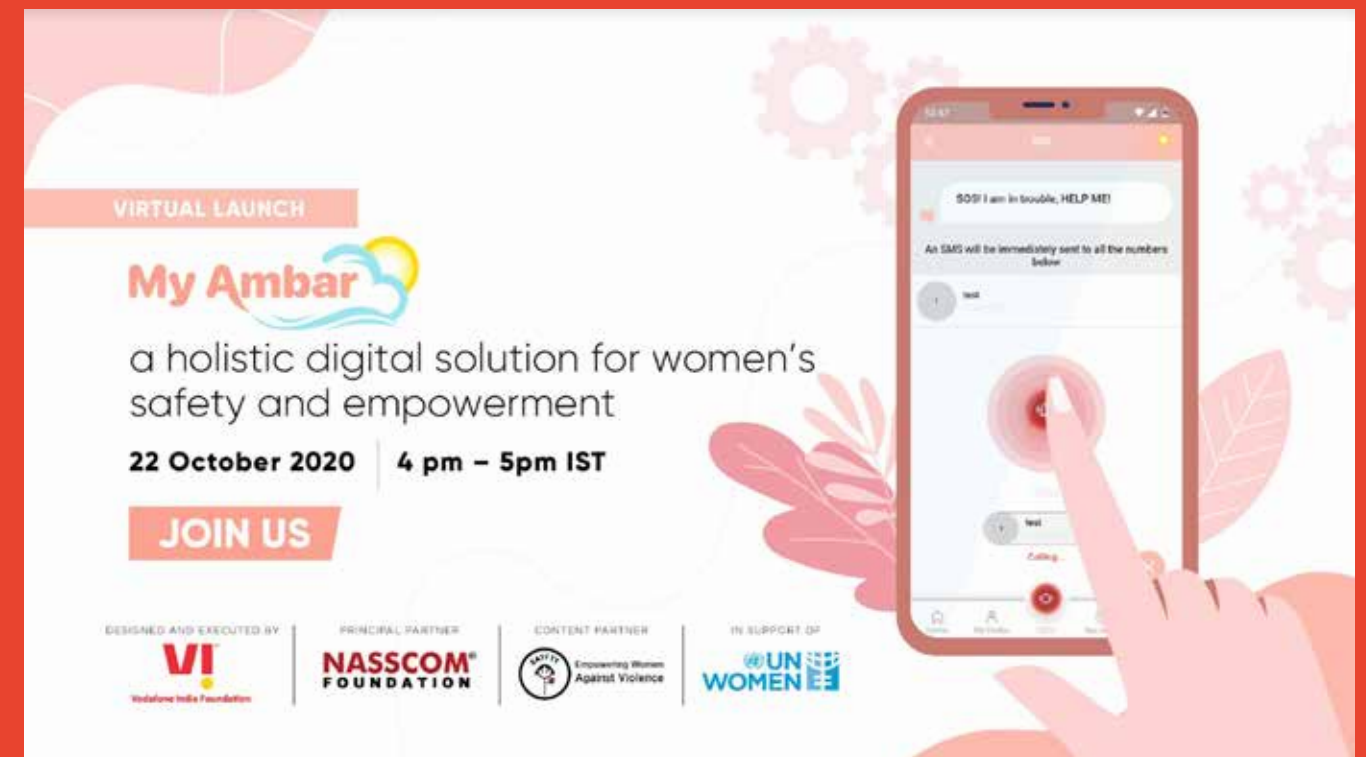 VIRTUAL LAUNCH
My Ambar
a holistic digital solution for women's
safety and empowerment
22 October 2020
4 pm – 5pm IST
JOIN US
DESIGNED AND EXECUTED BY
VI
Vodafone India Foundation
PRINCIPAL PARTNER
NASSCOM®
FOUNDATION
CONTENT PARTNER
Empowering Women
Against Violence
IN SUPPORT OF
UN
WOMEN
SOS! I am in trouble, HELP ME!
An SMS will be immediately sent to all the numbers
below
test
test
Calling...